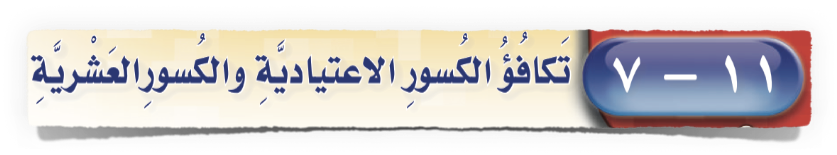 ١١ – ٧ تَكافُؤُ الكُسورِ الاعتياديَّةِ والكُسورِ العَشْريَّةِ